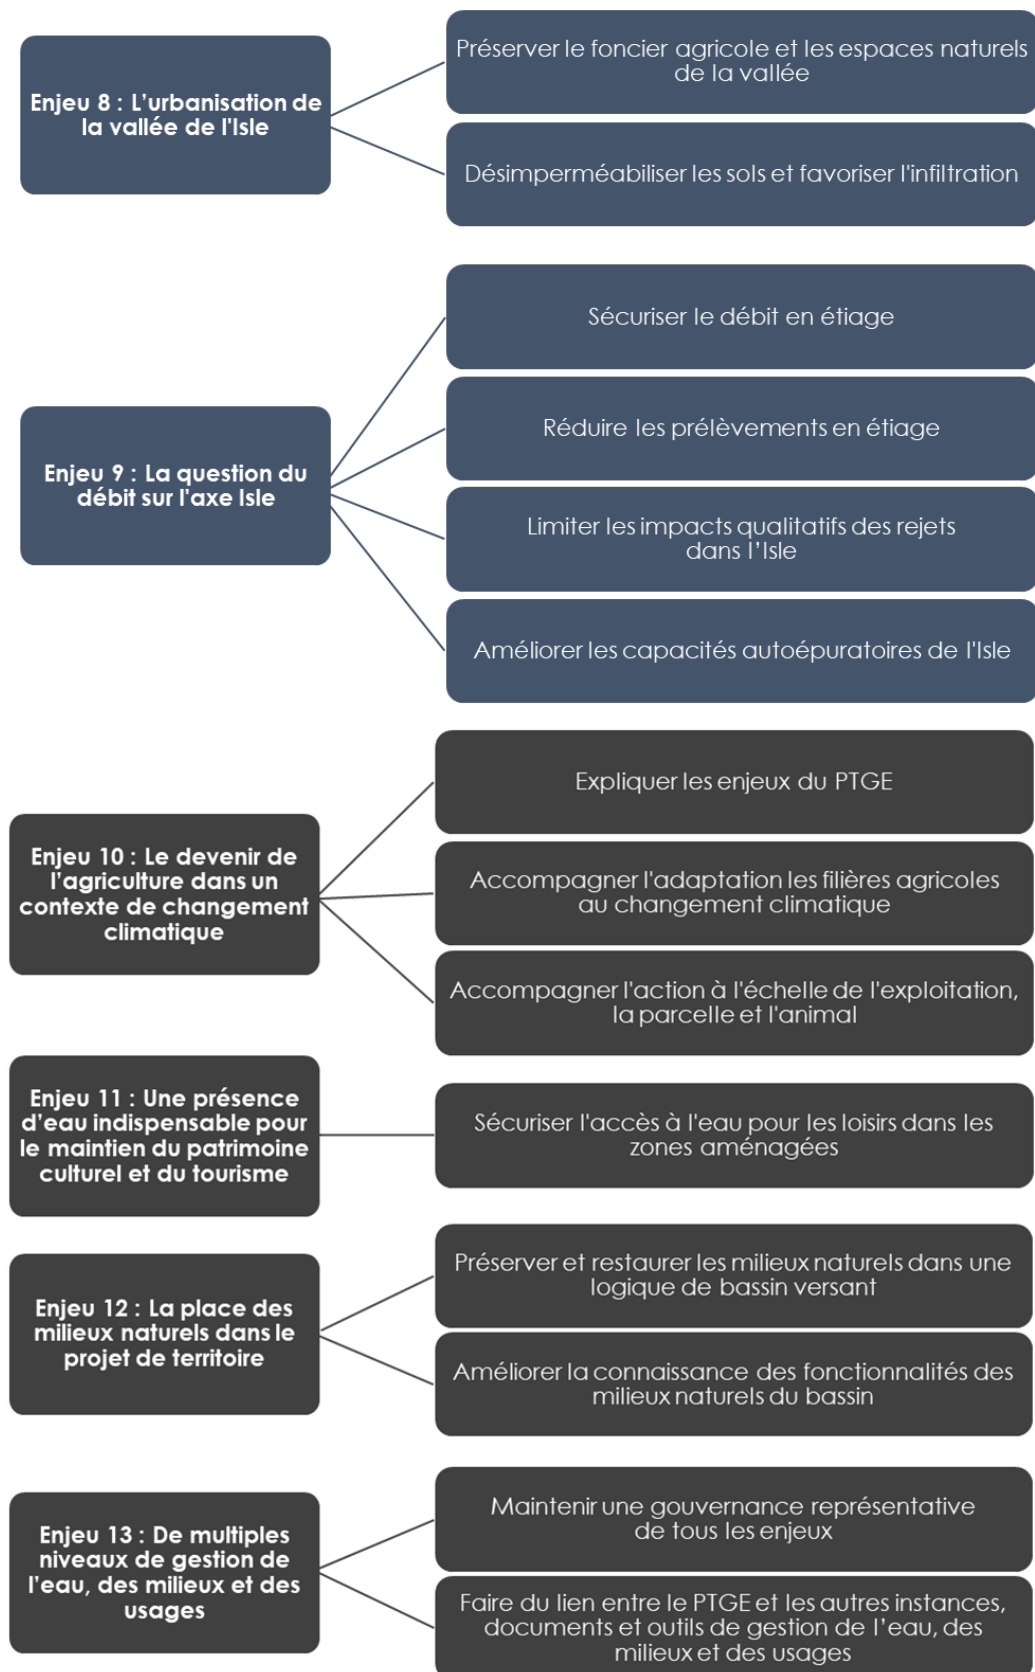 Enjeu 8 : L'urbanisation de
la vallée de l'Isle
Préserver le foncier agricole et les espaces naturels
de la vallée
Désimperméabiliser les sols et favoriser l'infiltration
Enjeu 9 : La question du
débit sur l'axe Isle
Sécuriser le débit en étiage
Réduire les prélèvements en étiage
Limiter les impacts qualitatifs des rejets
dans l'Isle
Améliorer les capacités autoépuratoires de l'Isle
Enjeu 10 : Le devenir de
l'agriculture dans un
contexte de changement
climatique
Expliquer les enjeux du PTGE
Accompagner l'adaptation les filières agricoles
au changement climatique
Accompagner l'action à l'échelle de l'exploitation,
la parcelle et l'animal
Enjeu 11 : Une présence
d'eau indispensable pour
le maintien du patrimoine
culturel et du tourisme
Sécuriser l'accès à l'eau pour les loisirs dans les
zones aménagées
Enjeu 12 : La place des
milieux naturels dans le
projet de territoire
Préserver et restaurer les milieux naturels dans une
logique de bassin versant
Améliorer la connaissance des fonctionnalités des
milieux naturels du bassin
Enjeu 13 : De multiples
niveaux de gestion de
l'eau, des milieux et des
usages
Maintenir une gouvernance représentative
de tous les enjeux
Faire du lien entre le PTGE et les autres instances,
documents et outils de gestion de l'eau, des
milieux et des usages